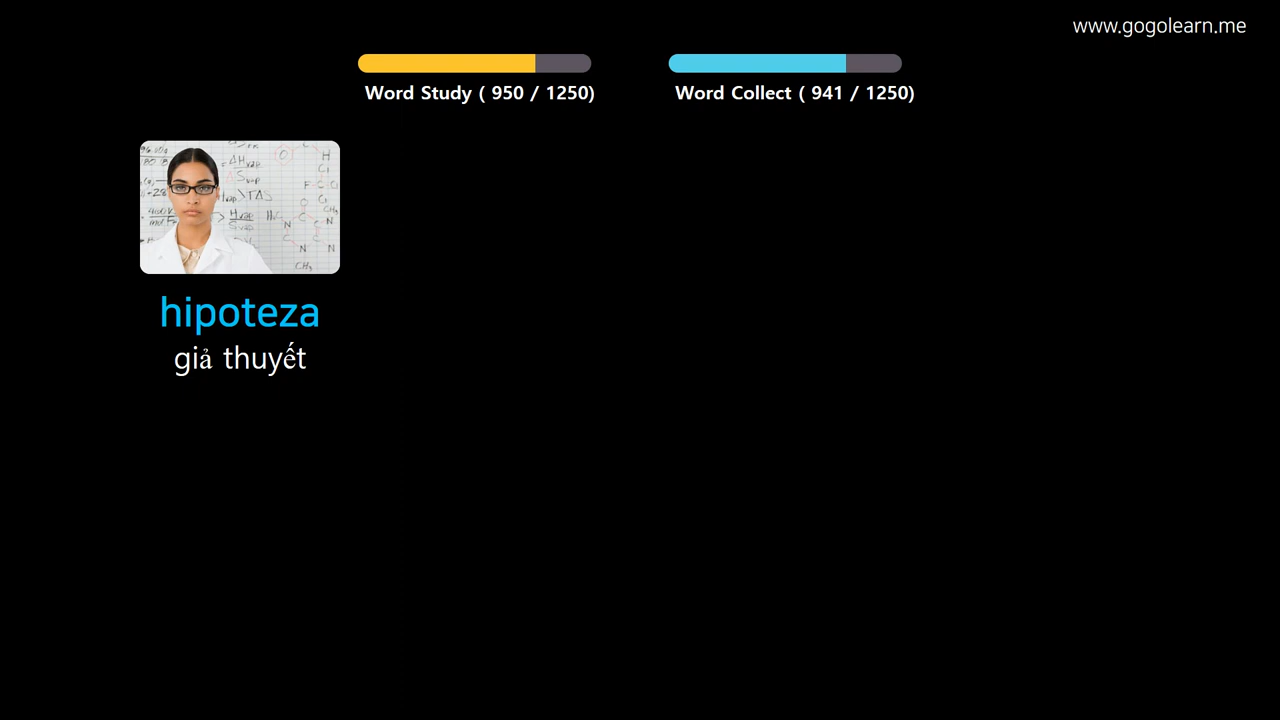 www.gogolearn.me
Word Study ( 950 / 1250)
Word Collect ( 941 / 1250)
hipoteza
giả thuyết